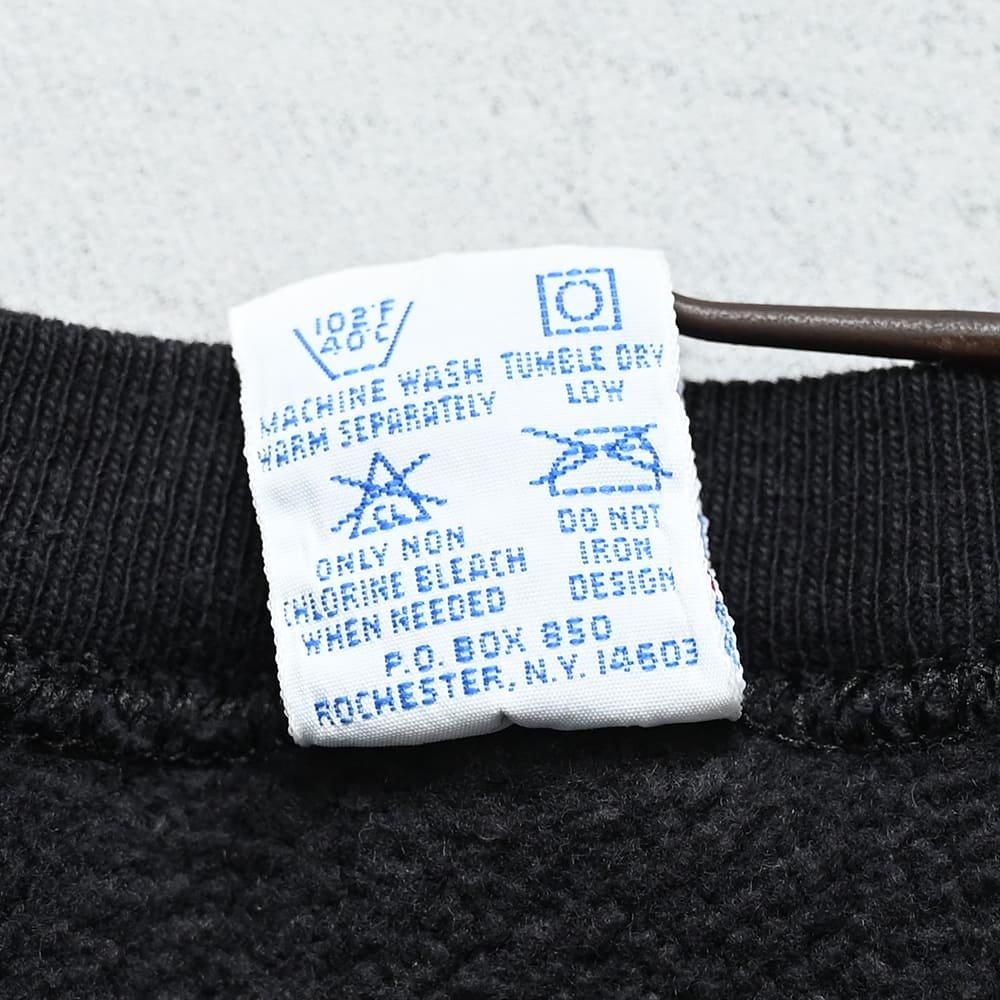 102°F
40°C
MACHINE WASH
WARM SEPARATELY
TUMBLE DRY
LOW
CL
ONLY NON
CHLORINE BLEACH
WHEN NEEDED
DO NOT
IRON
DESIGN
P.O. BOX 850
ROCHESTER, N.Y. 14603